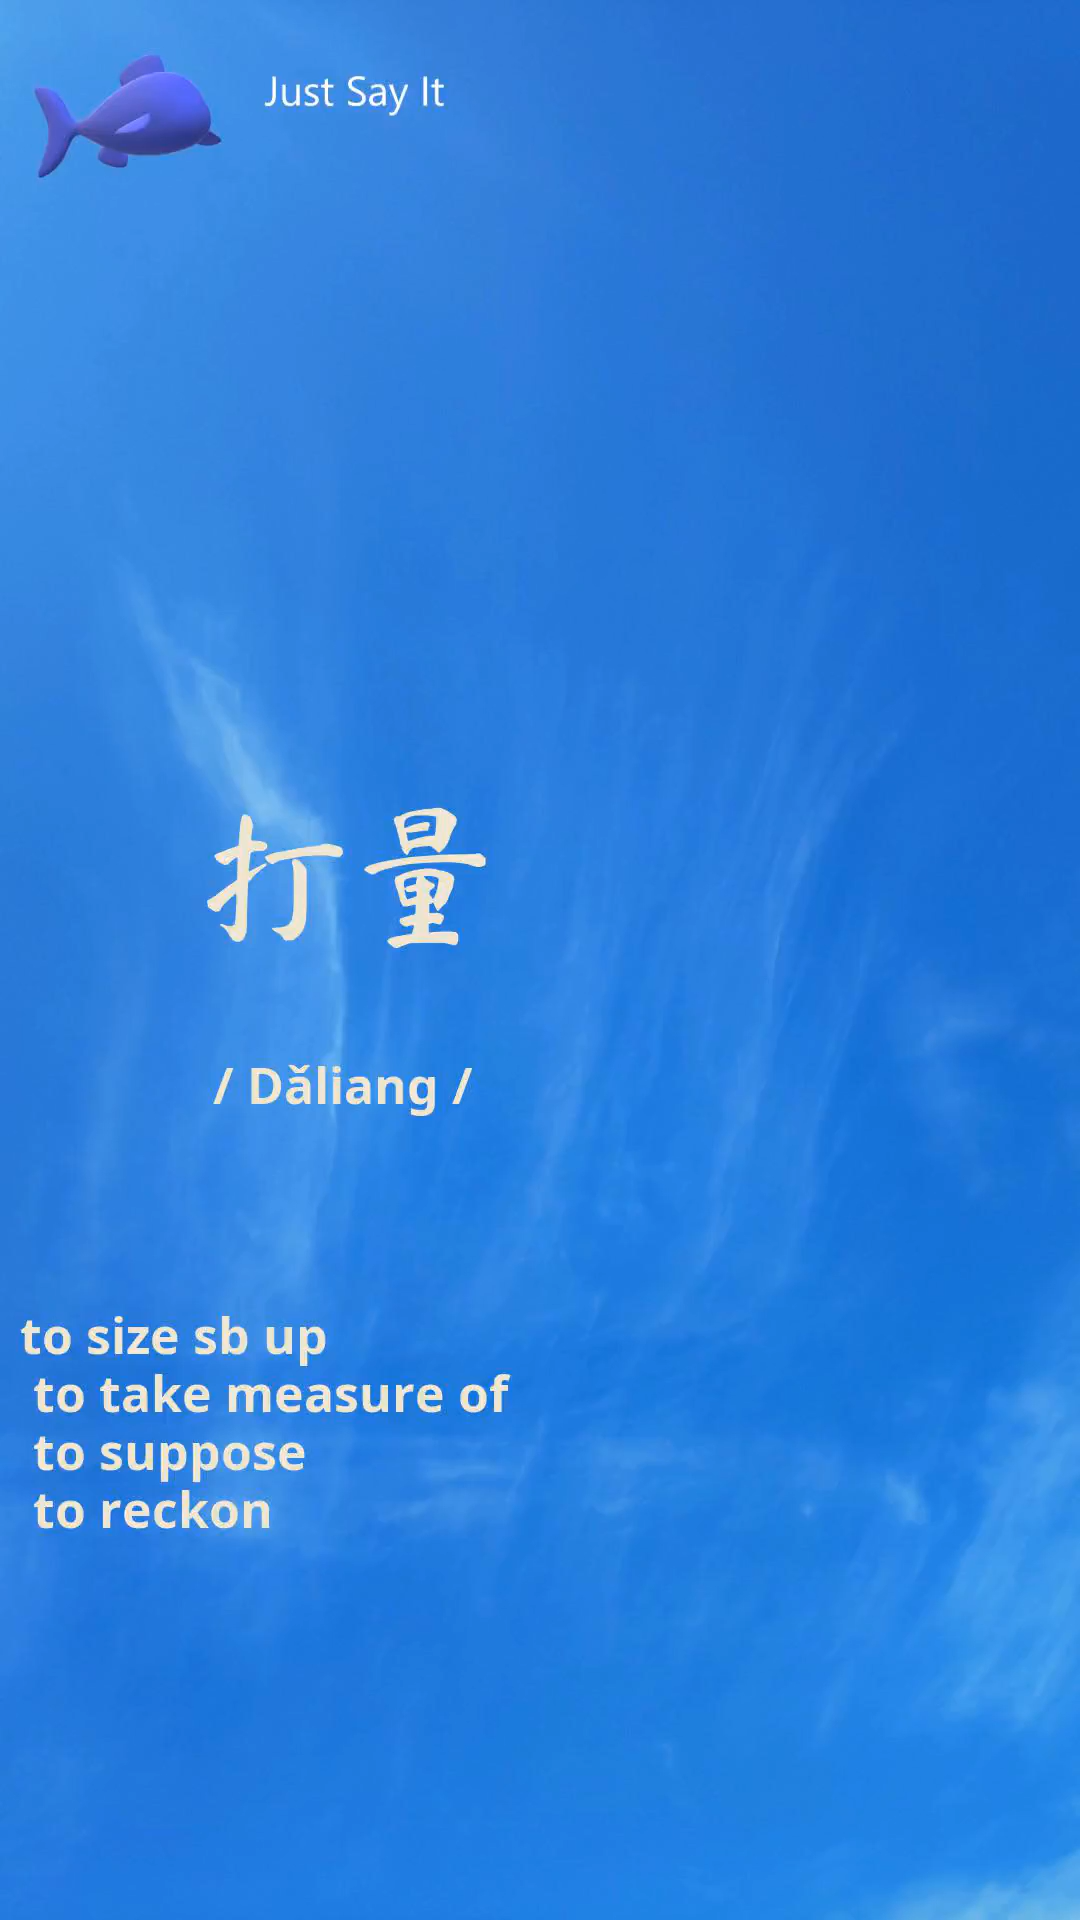 Just Say It
打量
/ Dǎliang /
to size sb up
to take measure of
to suppose
to reckon